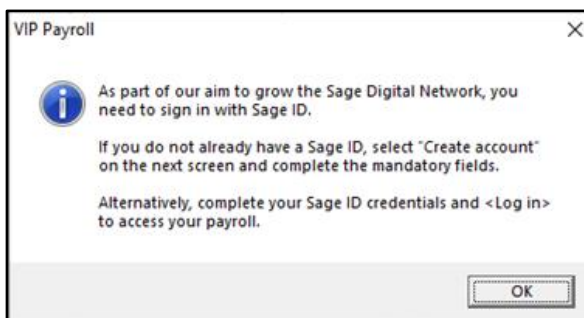 VIP Payroll
As part of our aim to grow the Sage Digital Network, you
need to sign in with Sage ID.
If you do not already have a Sage ID, select "Create account"
on the next screen and complete the mandatory fields.
Alternatively, complete your Sage ID credentials and <Log in>
to access your payroll.
OK